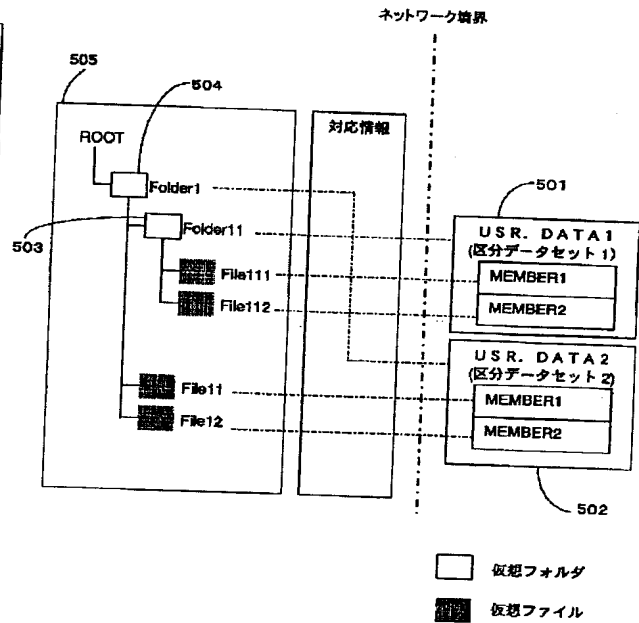 ネットワーク境界
505
504
対応情報
ROOT
Folder1
501
503
Folder11
USR. DATA1
(区分データセット1)
File111
MEMBER1
File112
MEMBER2
USR. DATA2
(区分データセット2)
File11
MEMBER1
File12
MEMBER2
502
仮想フォルダ
仮想ファイル